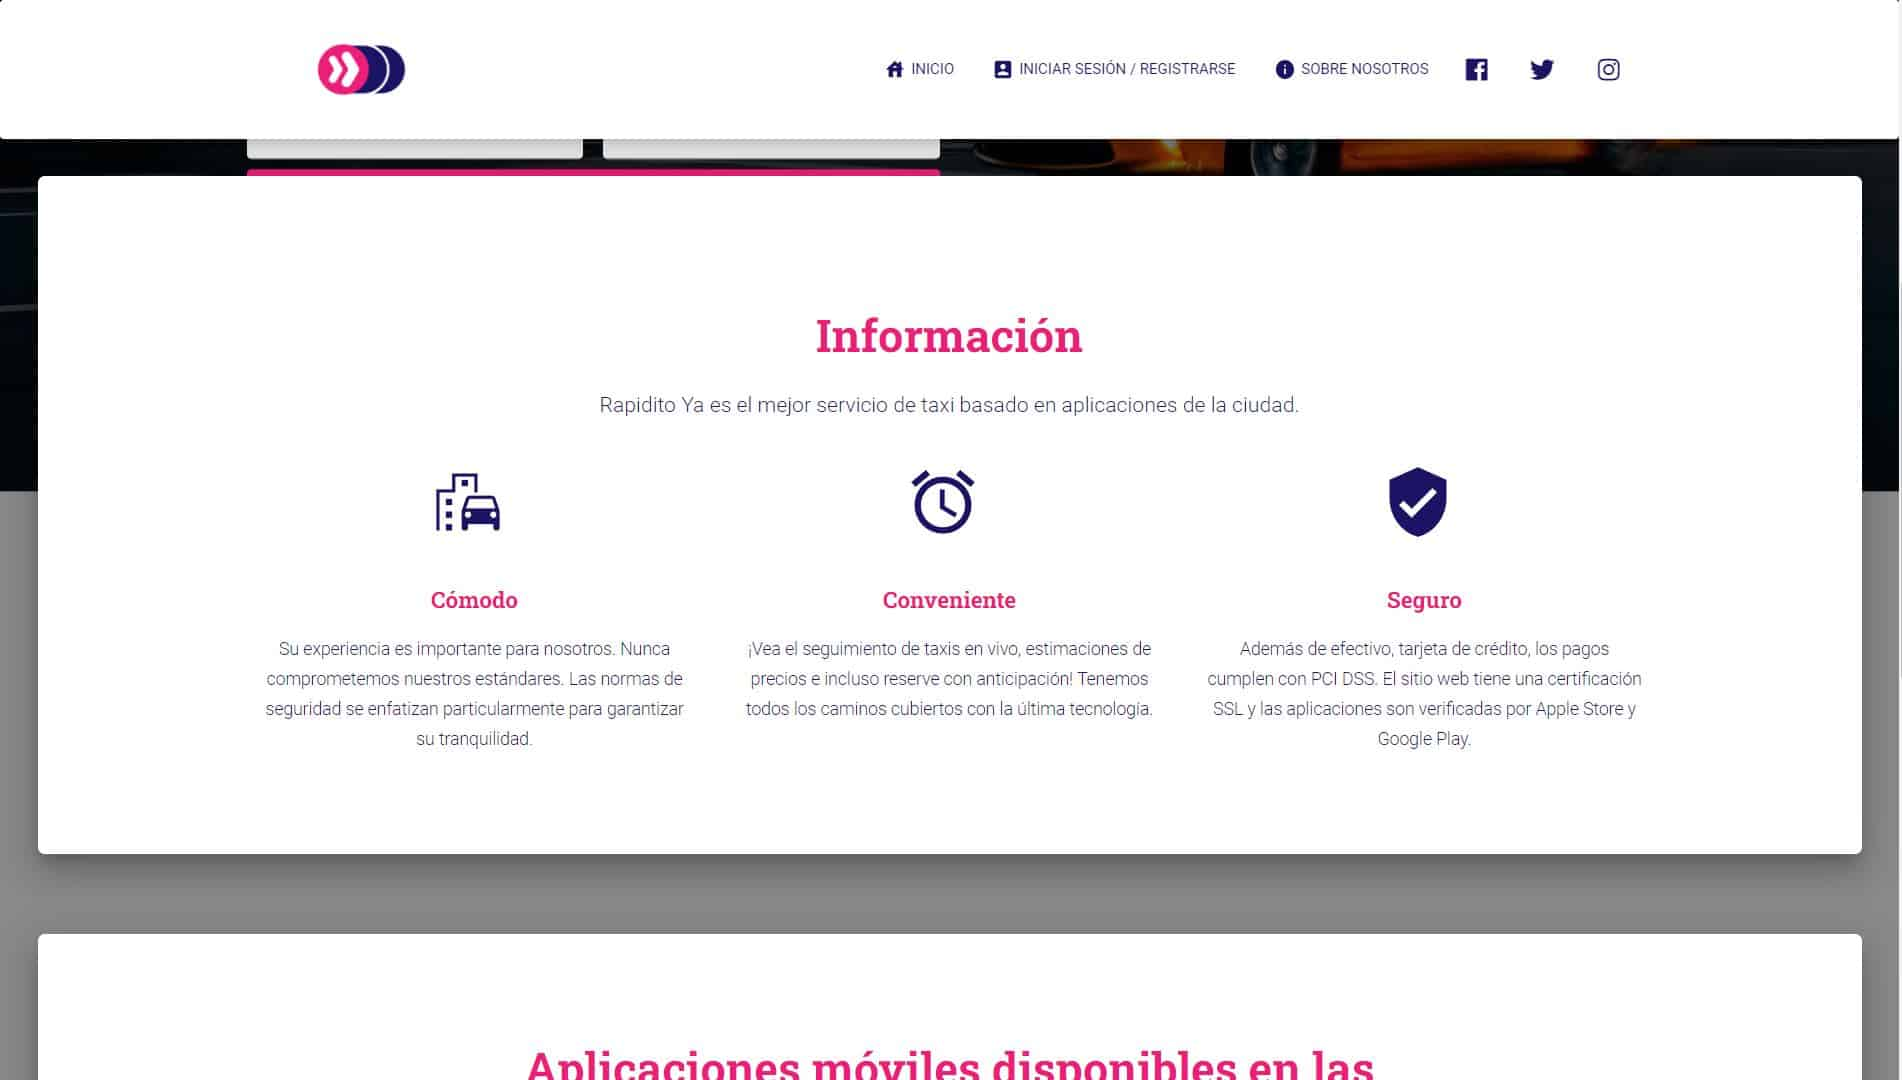 INICIO
INICIAR SESIÓN / REGISTRARSE
SOBRE NOSOTROS
Información
Rapidito Ya es el mejor servicio de taxi basado en aplicaciones de la ciudad.
Cómodo
Su experiencia es importante para nosotros. Nunca
comprometemos nuestros estándares. Las normas de
seguridad se enfatizan particularmente para garantizar
su tranquilidad.
Conveniente
¡Vea el seguimiento de taxis en vivo, estimaciones de
precios e incluso reserve con anticipación! Tenemos
todos los caminos cubiertos con la última tecnología.
Seguro
Además de efectivo, tarjeta de crédito, los pagos
cumplen con PCI DSS. El sitio web tiene una certificación
SSL y las aplicaciones son verificadas por Apple Store y
Google Play.
Aplicaciones móviles disponibles en las